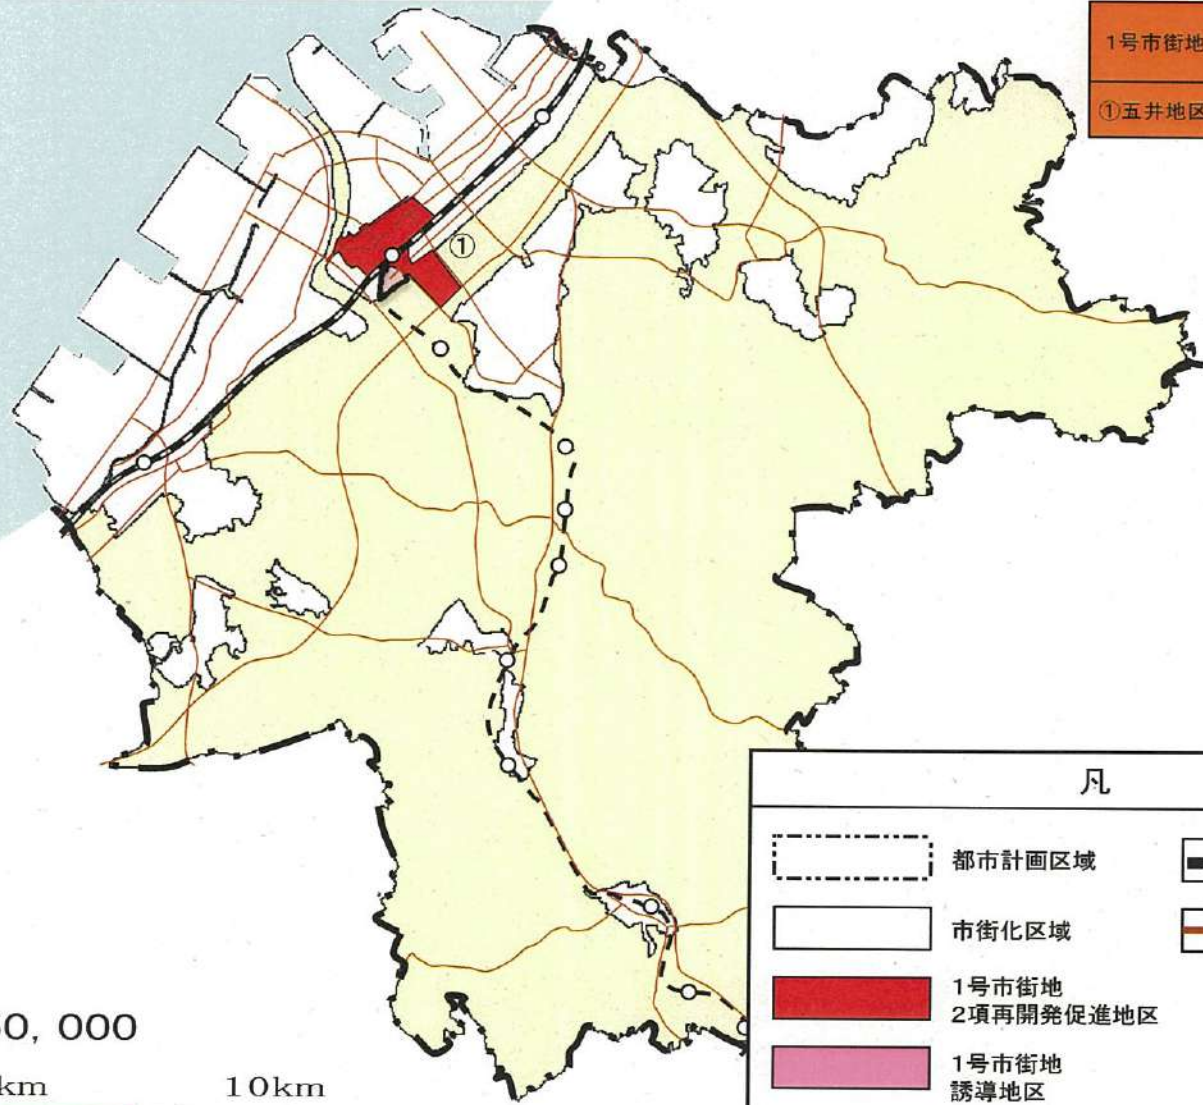 1号市街地
①五井地区
①
凡
都市計画区域
市街化区域
1号市街地
2項再開発促進地区
1号市街地
誘導地区
0,000
km 10km